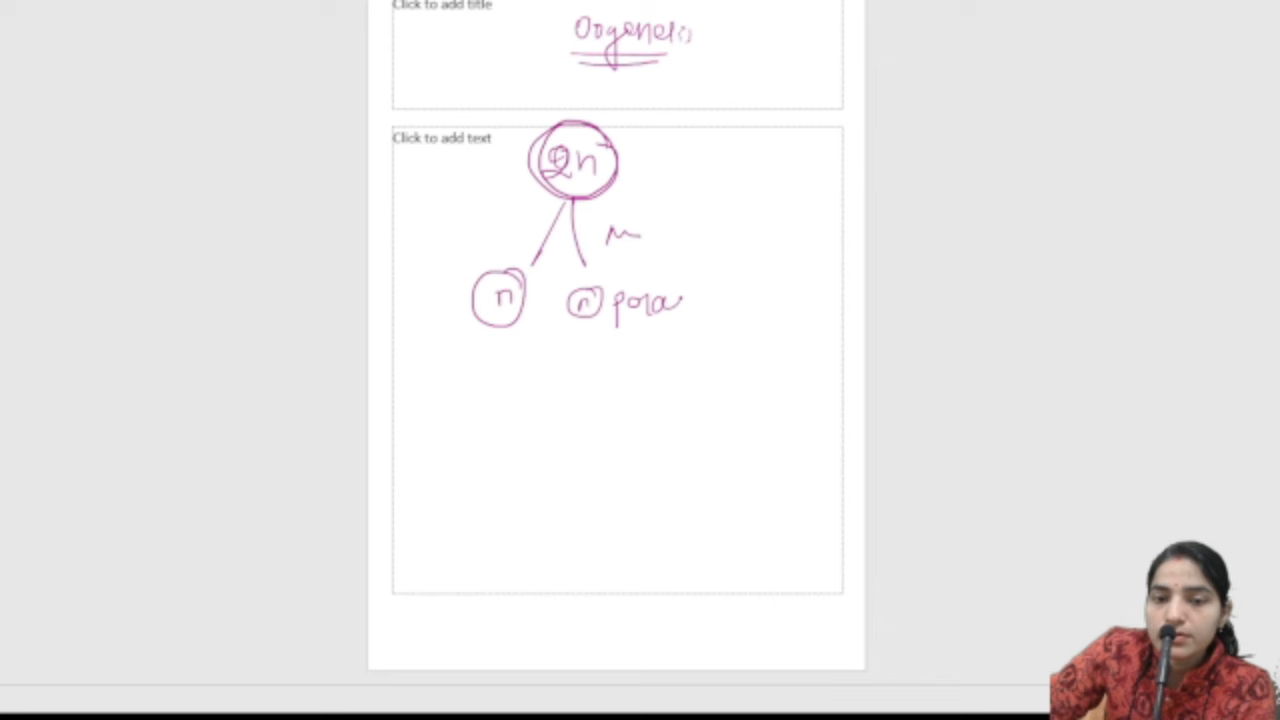 Click to add title
Oogenesis
Click to add text
2n
M
n
n pola